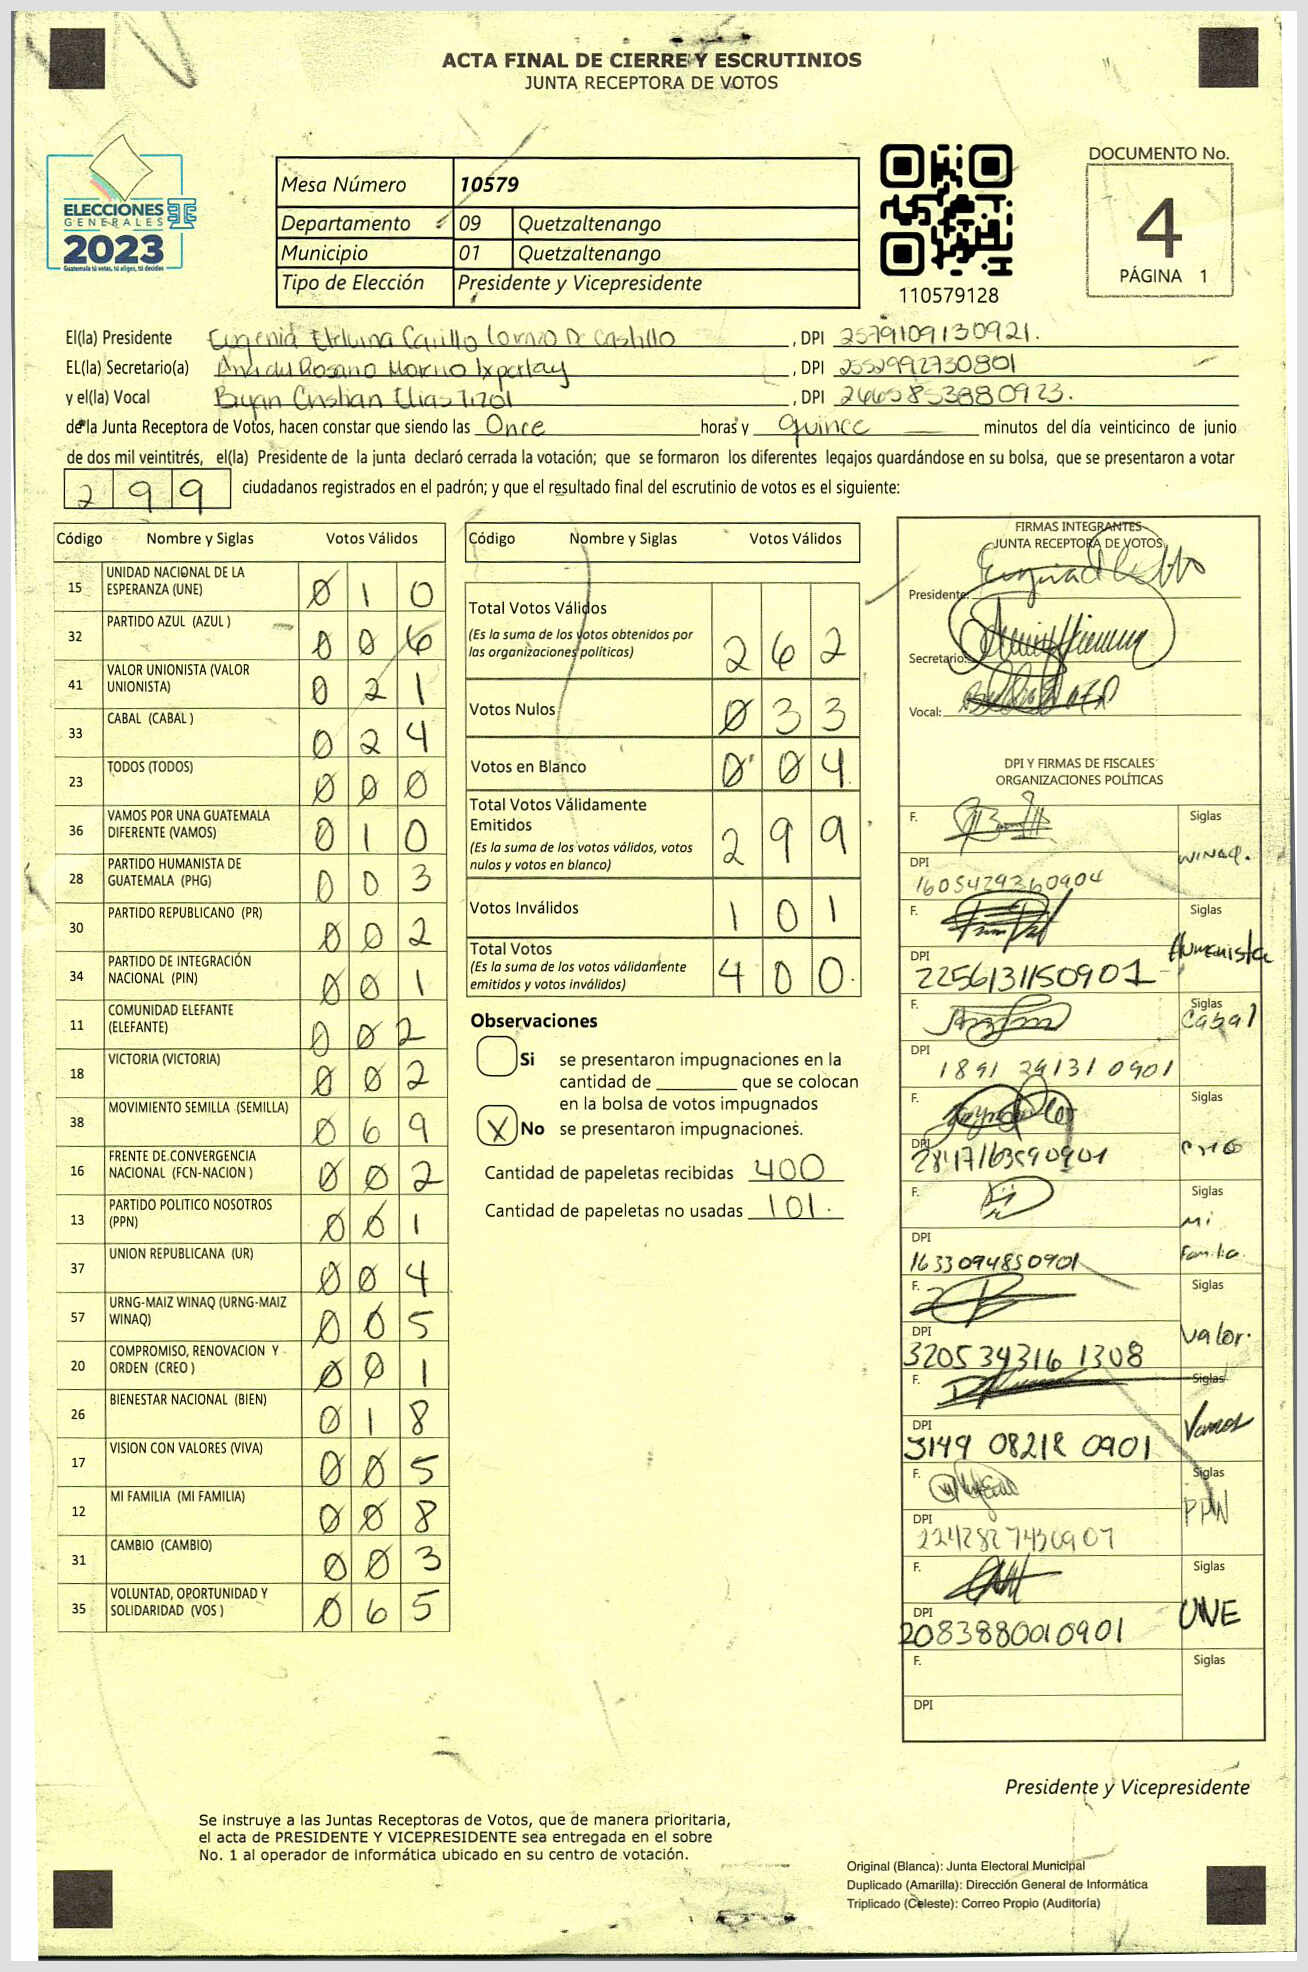 ACTA FINAL DE CIERRE Y ESCRUTINIOS
JUNTA RECEPTORA DE VOTOS
DOCUMENTO No.
4
PÁGINA 1
ELECCIONES
GENERALES
2023
Guatemala tú votas, tú eliges, tú decides
Mesa Número 10579
Departamento 09 Quetzaltenango
Municipio 01 Quetzaltenango
Tipo de Elección Presidente y Vicepresidente
110579128
El(la) Presidente Eugenia Carillo De Castillo, DPI 2579109130921.
EL(la) Secretario(a) Moreno, DPI 2552992730801
y el(la) Vocal Bryan Cristian Elias, DPI 2665853880923.
de la Junta Receptora de Votos, hacen constar que siendo las Once horas y quince minutos del día veinticinco de junio
de dos mil veintitrés, el(la) Presidente de la junta declaró cerrada la votación; que se formaron los diferentes legajos guardándose en su bolsa, que se presentaron a votar
299 ciudadanos registrados en el padrón; y que el resultado final del escrutinio de votos es el siguiente:
Código Nombre y Siglas Votos Válidos
15 UNIDAD NACIONAL DE LA ESPERANZA (UNE) 0 1 0
32 PARTIDO AZUL (AZUL ) 0 0 6
41 VALOR UNIONISTA (VALOR UNIONISTA) 0 2 1
33 CABAL (CABAL ) 0 2 4
23 TODOS (TODOS) 0 0 0
36 VAMOS POR UNA GUATEMALA DIFERENTE (VAMOS) 0 1 0
28 PARTIDO HUMANISTA DE GUATEMALA (PHG) 0 0 3
30 PARTIDO REPUBLICANO (PR) 0 0 2
34 PARTIDO DE INTEGRACIÓN NACIONAL (PIN) 0 0 1
11 COMUNIDAD ELEFANTE (ELEFANTE) 0 0 2
18 VICTORIA (VICTORIA) 0 0 2
38 MOVIMIENTO SEMILLA (SEMILLA) 0 6 9
16 FRENTE DE CONVERGENCIA NACIONAL (FCN-NACION ) 0 0 2
13 PARTIDO POLITICO NOSOTROS (PPN) 0 0 1
37 UNION REPUBLICANA (UR) 0 0 4
57 URNG-MAIZ WINAQ (URNG-MAIZ WINAQ) 0 0 5
20 COMPROMISO, RENOVACION Y ORDEN (CREO ) 0 0 1
26 BIENESTAR NACIONAL (BIEN) 0 1 8
17 VISION CON VALORES (VIVA) 0 0 5
12 MI FAMILIA (MI FAMILIA) 0 0 8
31 CAMBIO (CAMBIO) 0 0 3
35 VOLUNTAD, OPORTUNIDAD Y SOLIDARIDAD (VOS ) 0 6 5
Código Nombre y Siglas Votos Válidos
Total Votos Válidos 2 6 2
(Es la suma de los votos obtenidos por
las organizaciones políticas)
Votos Nulos 0 3 3
Votos en Blanco 0 0 4
Total Votos Válidamente
Emitidos 2 9 9
(Es la suma de los votos válidos, votos
nulos y votos en blanco)
Votos Inválidos 1 0 1
Total Votos 4 0 0
(Es la suma de los votos válidamente
emitidos y votos inválidos)
Observaciones
Si se presentaron impugnaciones en la
cantidad de ________ que se colocan
en la bolsa de votos impugnados
X No se presentaron impugnaciones.
Cantidad de papeletas recibidas 400
Cantidad de papeletas no usadas 101.
FIRMAS INTEGRANTES
JUNTA RECEPTORA DE VOTOS
Presidente:
Secretario:
Vocal:
DPI Y FIRMAS DE FISCALES
ORGANIZACIONES POLÍTICAS
F. Siglas
winaq.
DPI
1605429360904
F. Siglas
Humanista
DPI
2256131150901
F. Siglas
Cabal
DPI
1891 29131 0901
F. Siglas
creo
DPI
2847163590901
F. Siglas
Mi
Familia.
DPI
1633094850901
F. Siglas
Valor.
DPI
320534316 1308
F. Siglas
Vamos
DPI
3149 08218 0901
F. Siglas
PPN
DPI
F. Siglas
UNE
DPI
2083880010901
F. Siglas
DPI
Presidente y Vicepresidente
Se instruye a las Juntas Receptoras de Votos, que de manera prioritaria,
el acta de PRESIDENTE Y VICEPRESIDENTE sea entregada en el sobre
No. 1 al operador de informática ubicado en su centro de votación.
Original (Blanca): Junta Electoral Municipal
Duplicado (Amarilla): Dirección General de Informática
Triplicado (Celeste): Correo Propio (Auditoría)